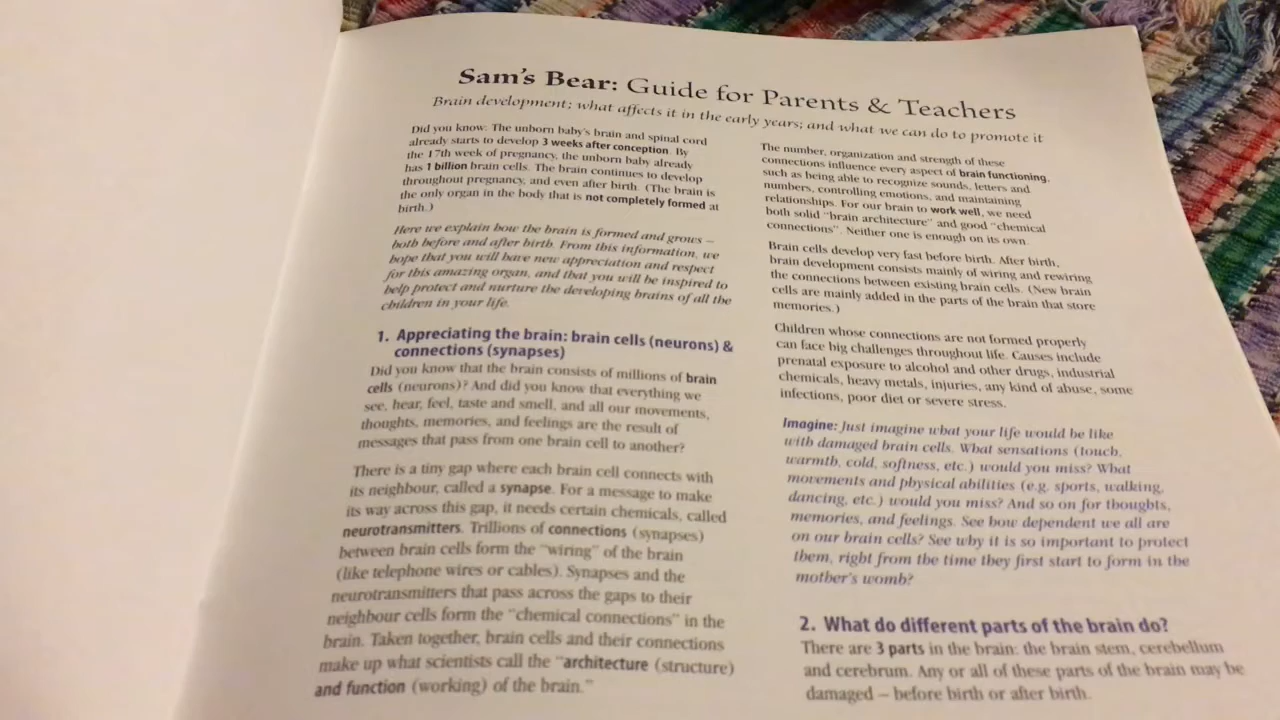 Sam's Bear: Guide for Parents & Teachers
Brain development; what affects it in the early years; and what we can do to promote it
Did you know: The unborn baby's brain and spinal cord
already starts to develop 3 weeks after conception. By
the 17th week of pregnancy, the unborn baby already
has 1 billion brain cells. The brain continues to develop
throughout pregnancy, and even after birth. (The brain is
the only organ in the body that is not completely formed at
birth.)
Here we explain how the brain is formed and grows –
both before and after birth. From this information, we
hope that you will have new appreciation and respect
for this amazing organ, and that you will be inspired to
help protect and nurture the developing brains of all the
children in your life.
1. Appreciating the brain: brain cells (neurons) &
connections (synapses)
Did you know that the brain consists of millions of brain
cells (neurons)? And did you know that everything we
see, hear, feel, taste and smell, and all our movements,
thoughts, memories, and feelings are the result of
messages that pass from one brain cell to another?
There is a tiny gap where each brain cell connects with
its neighbour, called a synapse. For a message to make
its way across this gap, it needs certain chemicals, called
neurotransmitters. Trillions of connections (synapses)
between brain cells form the "wiring" of the brain
(like telephone wires or cables). Synapses and the
neurotransmitters that pass across the gaps to their
neighbour cells form the "chemical connections" in the
brain. Taken together, brain cells and their connections
make up what scientists call the "architecture (structure)
and function (working) of the brain."
The number, organization and strength of these
connections influence every aspect of brain functioning,
such as being able to recognize sounds, letters and
numbers, controlling emotions, and maintaining
relationships. For our brain to work well, we need
both solid "brain architecture" and good "chemical
connections". Neither one is enough on its own.
Brain cells develop very fast before birth. After birth,
brain development consists mainly of wiring and rewiring
the connections between existing brain cells. (New brain
cells are mainly added in the parts of the brain that store
memories.)
Children whose connections are not formed properly
can face big challenges throughout life. Causes include
prenatal exposure to alcohol and other drugs, industrial
chemicals, heavy metals, injuries, any kind of abuse, some
infections, poor diet or severe stress.
Imagine: Just imagine what your life would be like
with damaged brain cells. What sensations (touch,
warmth, cold, softness, etc.) would you miss? What
movements and physical abilities (e.g. sports, walking,
dancing, etc.) would you miss? And so on for thoughts,
memories, and feelings. See how dependent we all are
on our brain cells? See why it is so important to protect
them, right from the time they first start to form in the
mother's womb?
2. What do different parts of the brain do?
There are 3 parts in the brain: the brain stem, cerebellum
and cerebrum. Any or all of these parts of the brain may be
damaged – before birth or after birth.